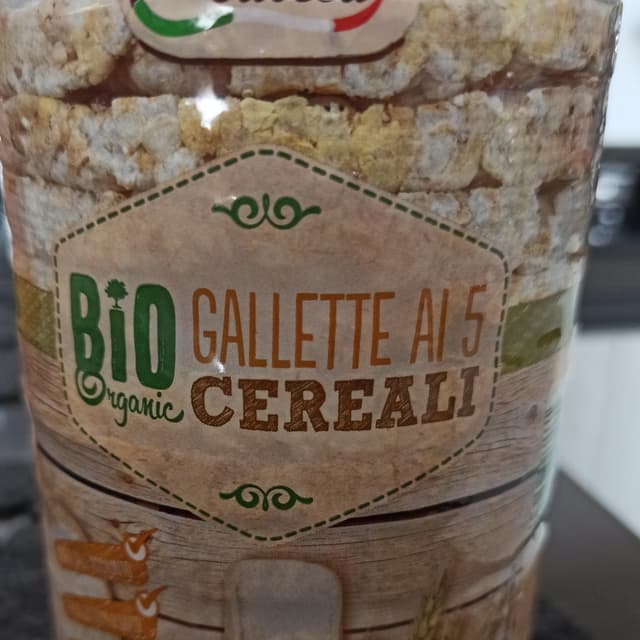 BiO
Organic
GALLETTE AI 5
CEREALI